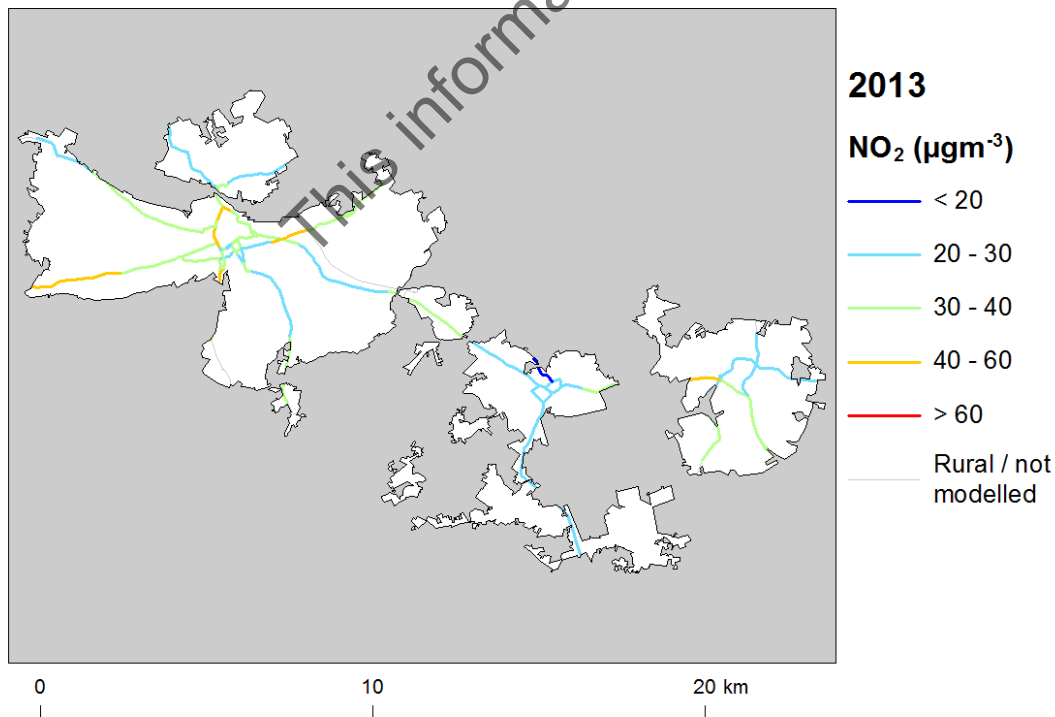 This informa
2013
NO₂ (µgm⁻³)
< 20
20 - 30
30 - 40
40 - 60
> 60
Rural / not
modelled
0 10 20 km